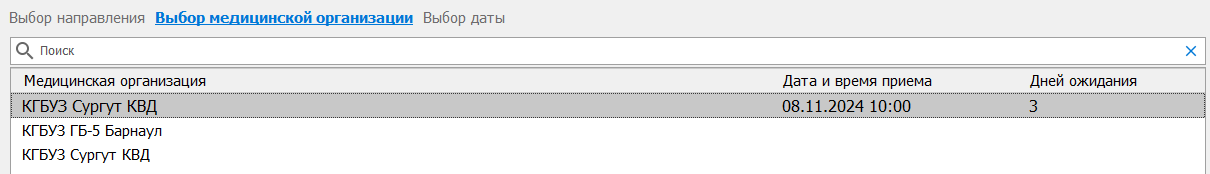 Выбор направления Выбор медицинской организации Выбор даты
Поиск
Медицинская организация Дата и время приема Дней ожидания
КГБУЗ Сургут КВД 08.11.2024 10:00 3
КГБУЗ ГБ-5 Барнаул
КГБУЗ Сургут КВД